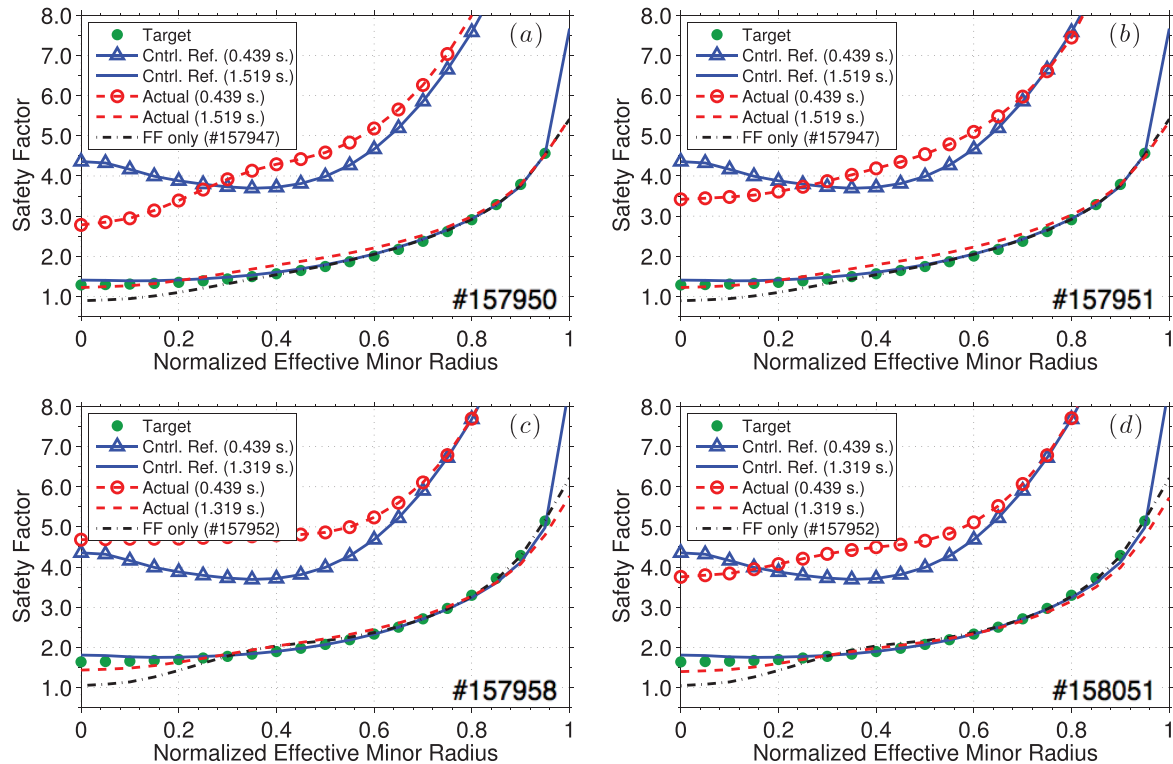 (a)
Target
Cntrl. Ref. (0.439 s.)
Cntrl. Ref. (1.519 s.)
Actual (0.439 s.)
Actual (1.519 s.)
FF only (#157947)
8.0
7.0
6.0
5.0
4.0
3.0
2.0
1.0
Safety Factor
#157950
0 0.2 0.4 0.6 0.8 1
Normalized Effective Minor Radius
(b)
Target
Cntrl. Ref. (0.439 s.)
Cntrl. Ref. (1.519 s.)
Actual (0.439 s.)
Actual (1.519 s.)
FF only (#157947)
8.0
7.0
6.0
5.0
4.0
3.0
2.0
1.0
Safety Factor
#157951
0 0.2 0.4 0.6 0.8 1
Normalized Effective Minor Radius
(c)
Target
Cntrl. Ref. (0.439 s.)
Cntrl. Ref. (1.319 s.)
Actual (0.439 s.)
Actual (1.319 s.)
FF only (#157952)
8.0
7.0
6.0
5.0
4.0
3.0
2.0
1.0
Safety Factor
#157958
0 0.2 0.4 0.6 0.8 1
Normalized Effective Minor Radius
(d)
Target
Cntrl. Ref. (0.439 s.)
Cntrl. Ref. (1.319 s.)
Actual (0.439 s.)
Actual (1.319 s.)
FF only (#157952)
8.0
7.0
6.0
5.0
4.0
3.0
2.0
1.0
Safety Factor
#158051
0 0.2 0.4 0.6 0.8 1
Normalized Effective Minor Radius